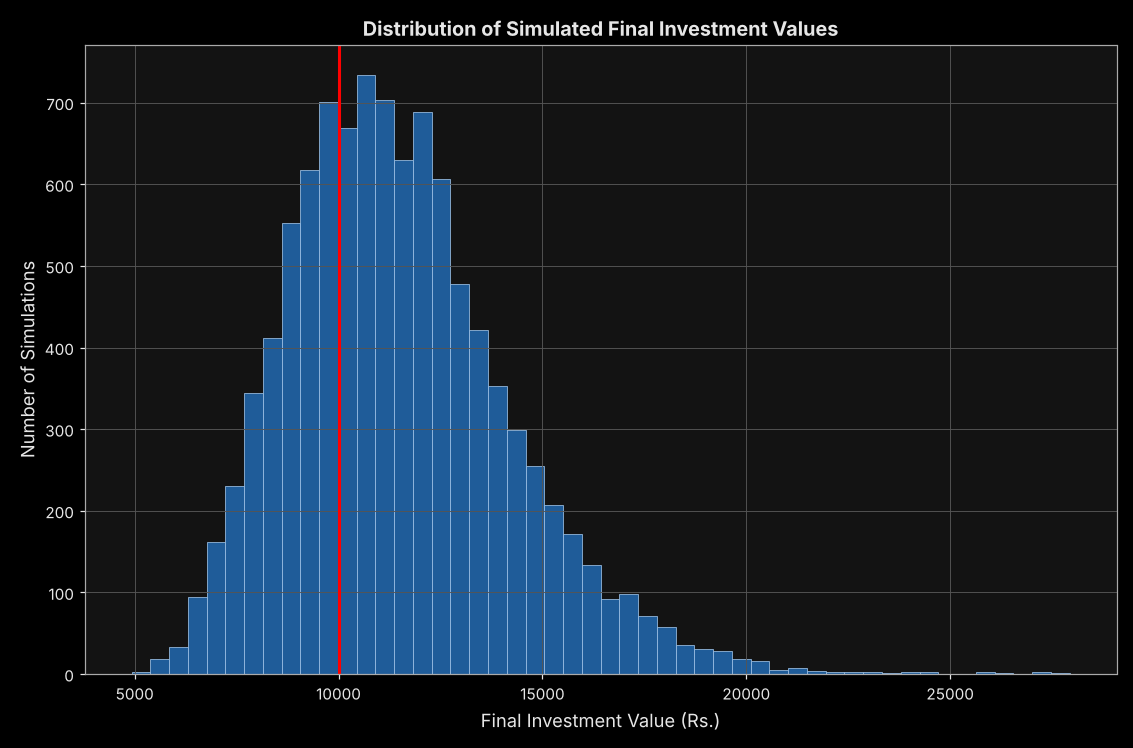 Distribution of Simulated Final Investment Values
Number of Simulations
700
600
500
400
300
200
100
0
5000 10000 15000 20000 25000
Final Investment Value (Rs.)